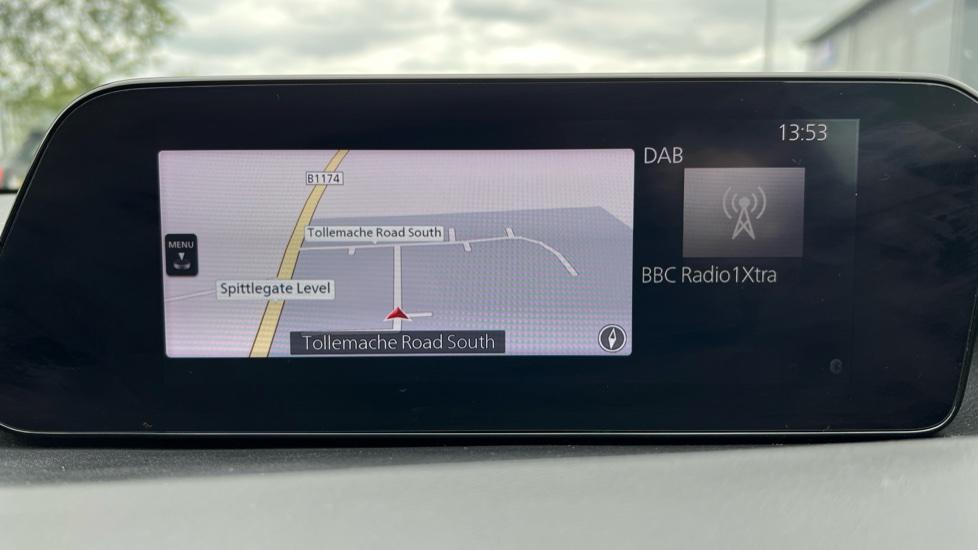 13:53
DAB
B1174
Tollemache Road South
MENU
Spittlegate Level
BBC Radio1Xtra
Tollemache Road South